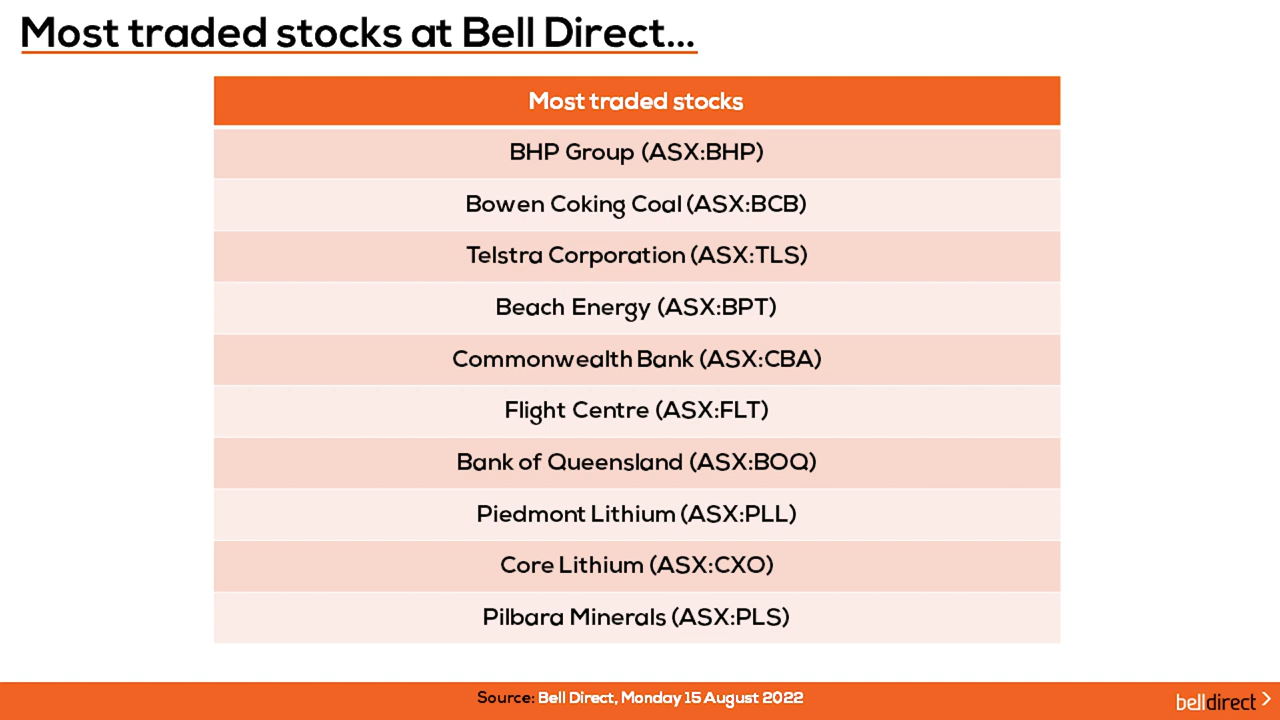 Most traded stocks at Bell Direct...
Most traded stocks
BHP Group (ASX:BHP)
Bowen Coking Coal (ASX:BCB)
Telstra Corporation (ASX:TLS)
Beach Energy (ASX:BPT)
Commonwealth Bank (ASX:CBA)
Flight Centre (ASX:FLT)
Bank of Queensland (ASX:BOQ)
Piedmont Lithium (ASX:PLL)
Core Lithium (ASX:CXO)
Pilbara Minerals (ASX:PLS)
Source: Bell Direct, Monday 15 August 2022
belldirect